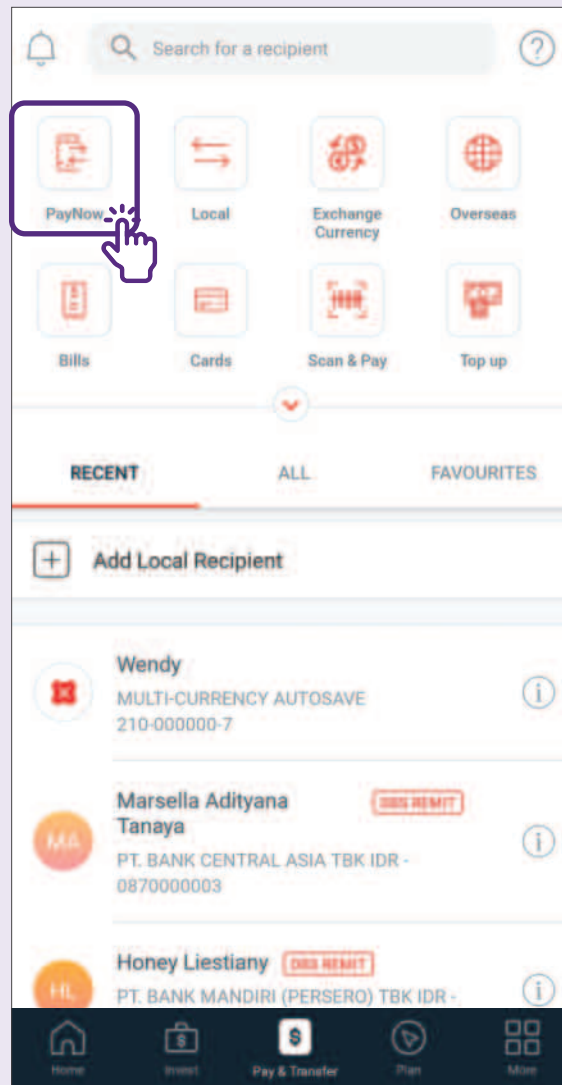 Search for a recipient
PayNow
Local
Exchange
Currency
Overseas
Bills
Cards
Scan & Pay
Top up
RECENT
ALL
FAVOURITES
Add Local Recipient
Wendy
MULTI-CURRENCY AUTOSAVE
210-000000-7
Marsella Adityana
Tanaya
DBS REMIT
PT. BANK CENTRAL ASIA TBK IDR -
0870000003
MA
Honey Liestiany
DBS REMIT
HL
PT. BANK MANDIRI (PERSERO) TBK IDR -
Home
Invest
Pay & Transfer
Plan
More